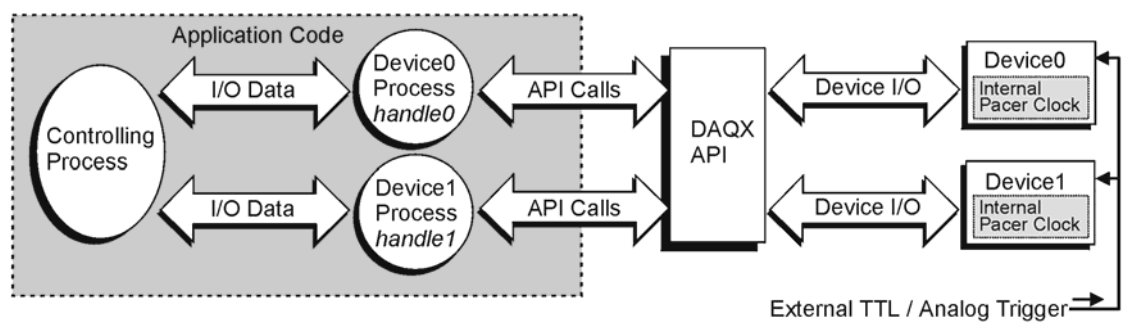 Application Code
Controlling
Process
I/O Data
Device0
Process
handle0
API Calls
I/O Data
Device1
Process
handle1
API Calls
DAQX
API
Device I/O
Device0
Internal
Pacer Clock
Device I/O
Device1
Internal
Pacer Clock
External TTL / Analog Trigger